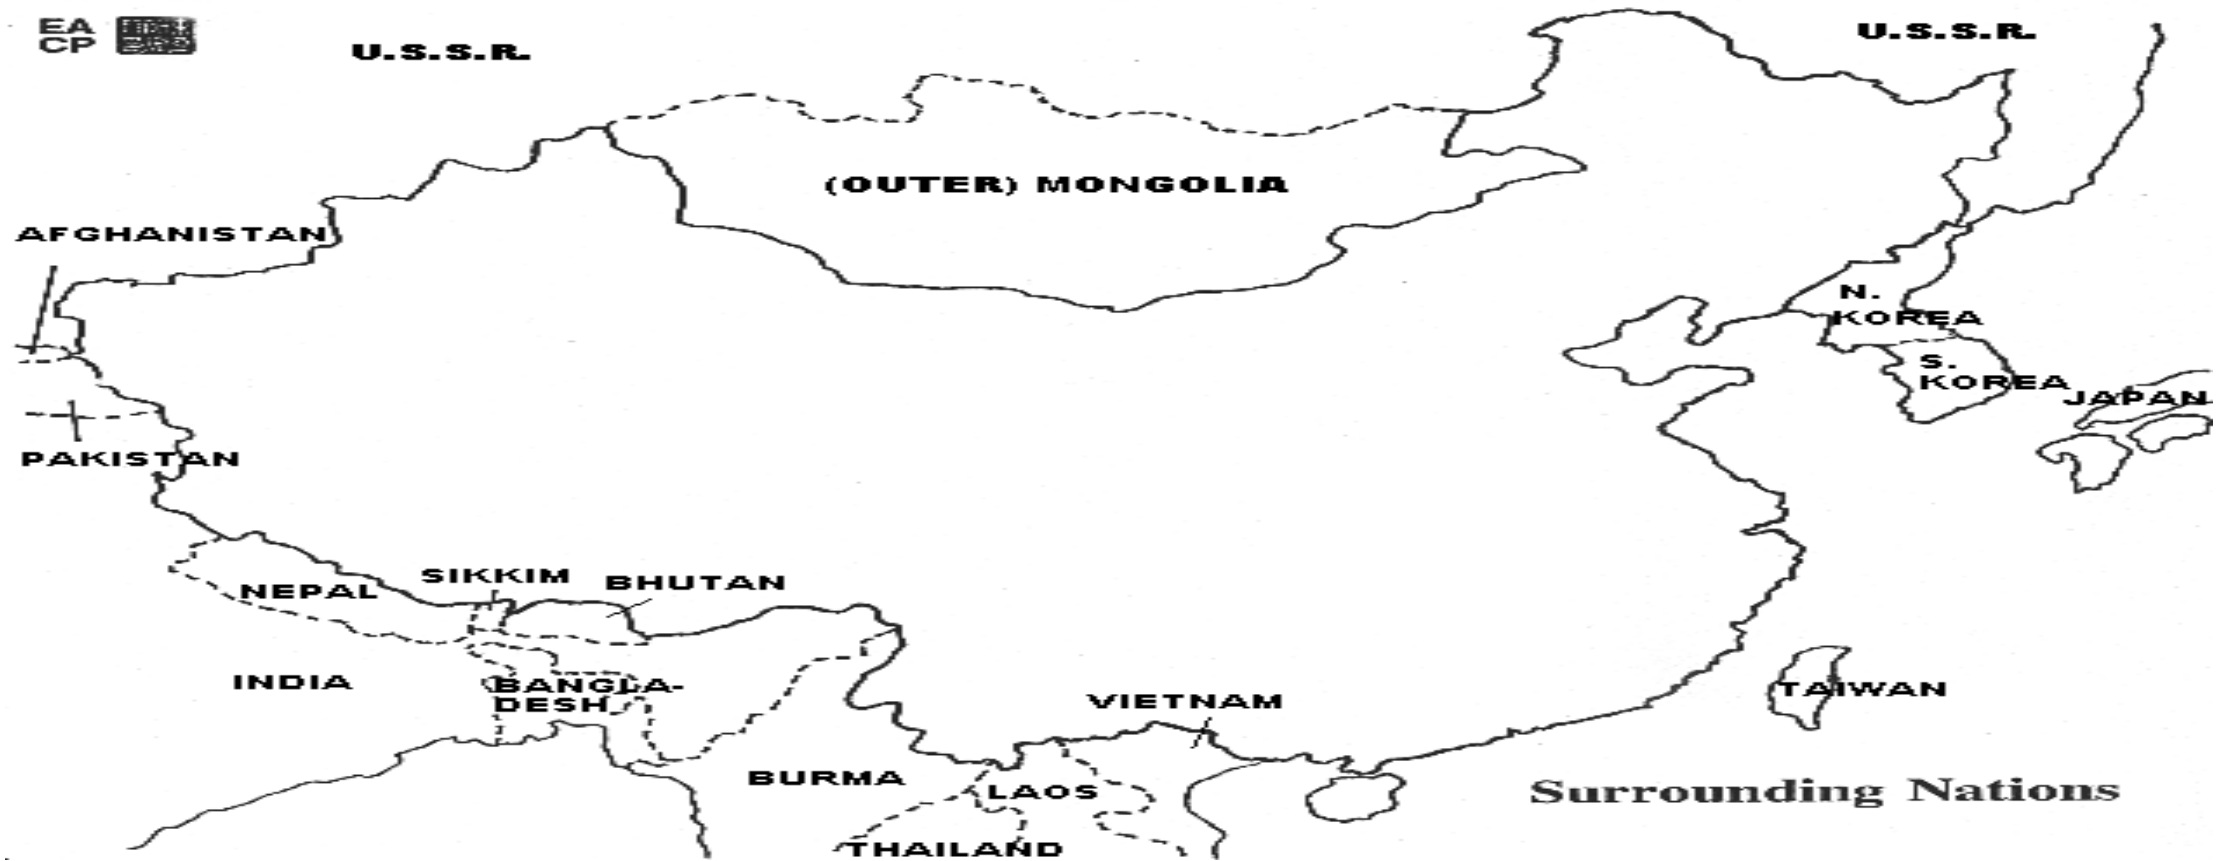 EA
CP
U.S.S.R.
U.S.S.R.
(OUTER) MONGOLIA
AFGHANISTAN
N.
KOREA
S.
KOREA
JAPAN
PAKISTAN
SIKKIM
BHUTAN
NEPAL
INDIA
BANGLA-
DESH
TAIWAN
VIETNAM
BURMA
LAOS
THAILAND
Surrounding Nations